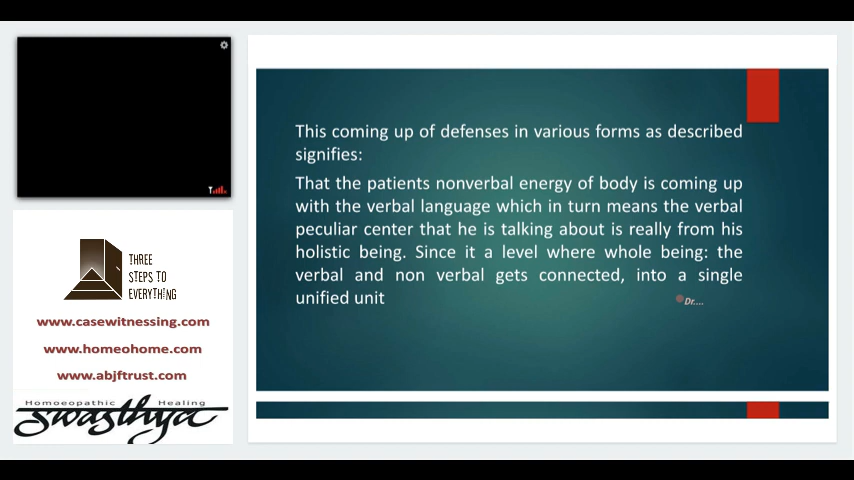 This coming up of defenses in various forms as described
signifies:
That the patients nonverbal energy of body is coming up
with the verbal language which in turn means the verbal
peculiar center that he is talking about is really from his
holistic being. Since it a level where whole being: the
verbal and non verbal gets connected, into a single
unified unit
Dr....
THREE
STEPS TO
EVERYTHING
www.casewitnessing.com
www.homeohome.com
www.abjftrust.com
Homoeopathic Healing
swasthya